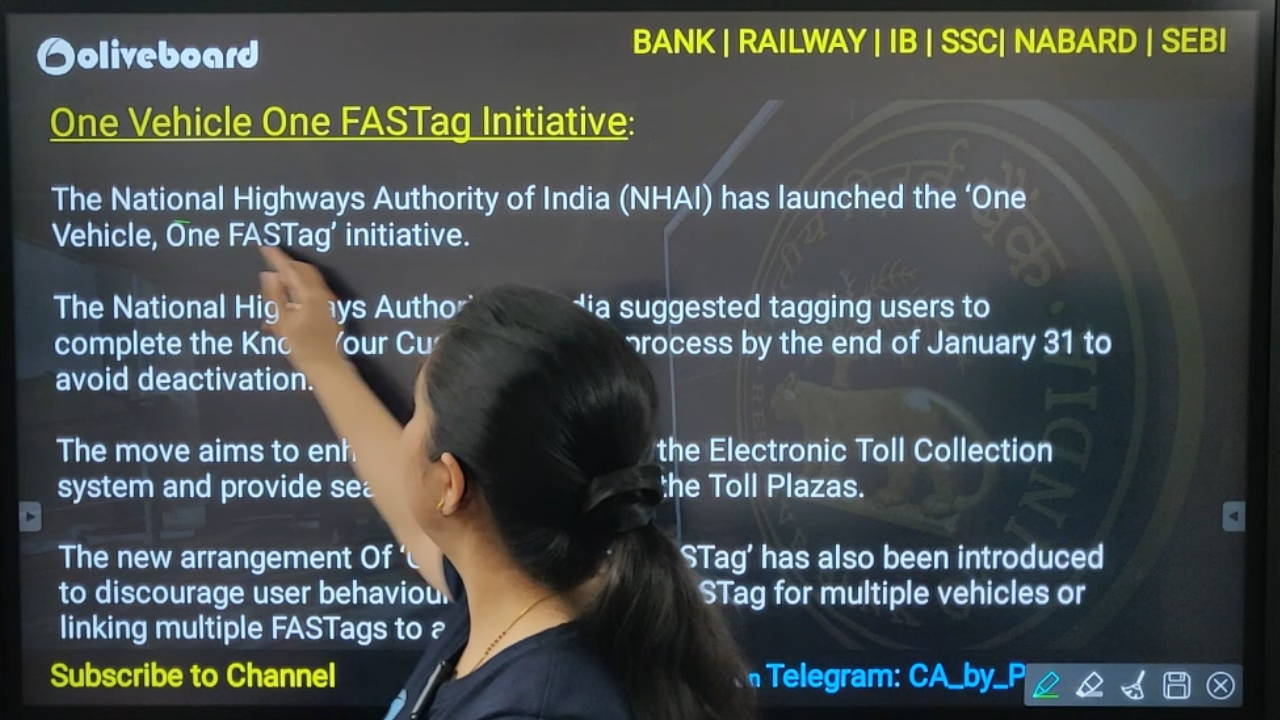 oliveboard
BANK | RAILWAY | IB | SSC| NABARD | SEBI
One Vehicle One FASTag Initiative:
The National Highways Authority of India (NHAI) has launched the ‘One
Vehicle, One FASTag’ initiative.
The National Hig ys Author dia suggested tagging users to
complete the Kno Your Cu process by the end of January 31 to
avoid deactivation.
The move aims to enh the Electronic Toll Collection
system and provide sea the Toll Plazas.
The new arrangement Of STag’ has also been introduced
to discourage user behaviour STag for multiple vehicles or
linking multiple FASTags to a
Subscribe to Channel
Telegram: CA_by_P